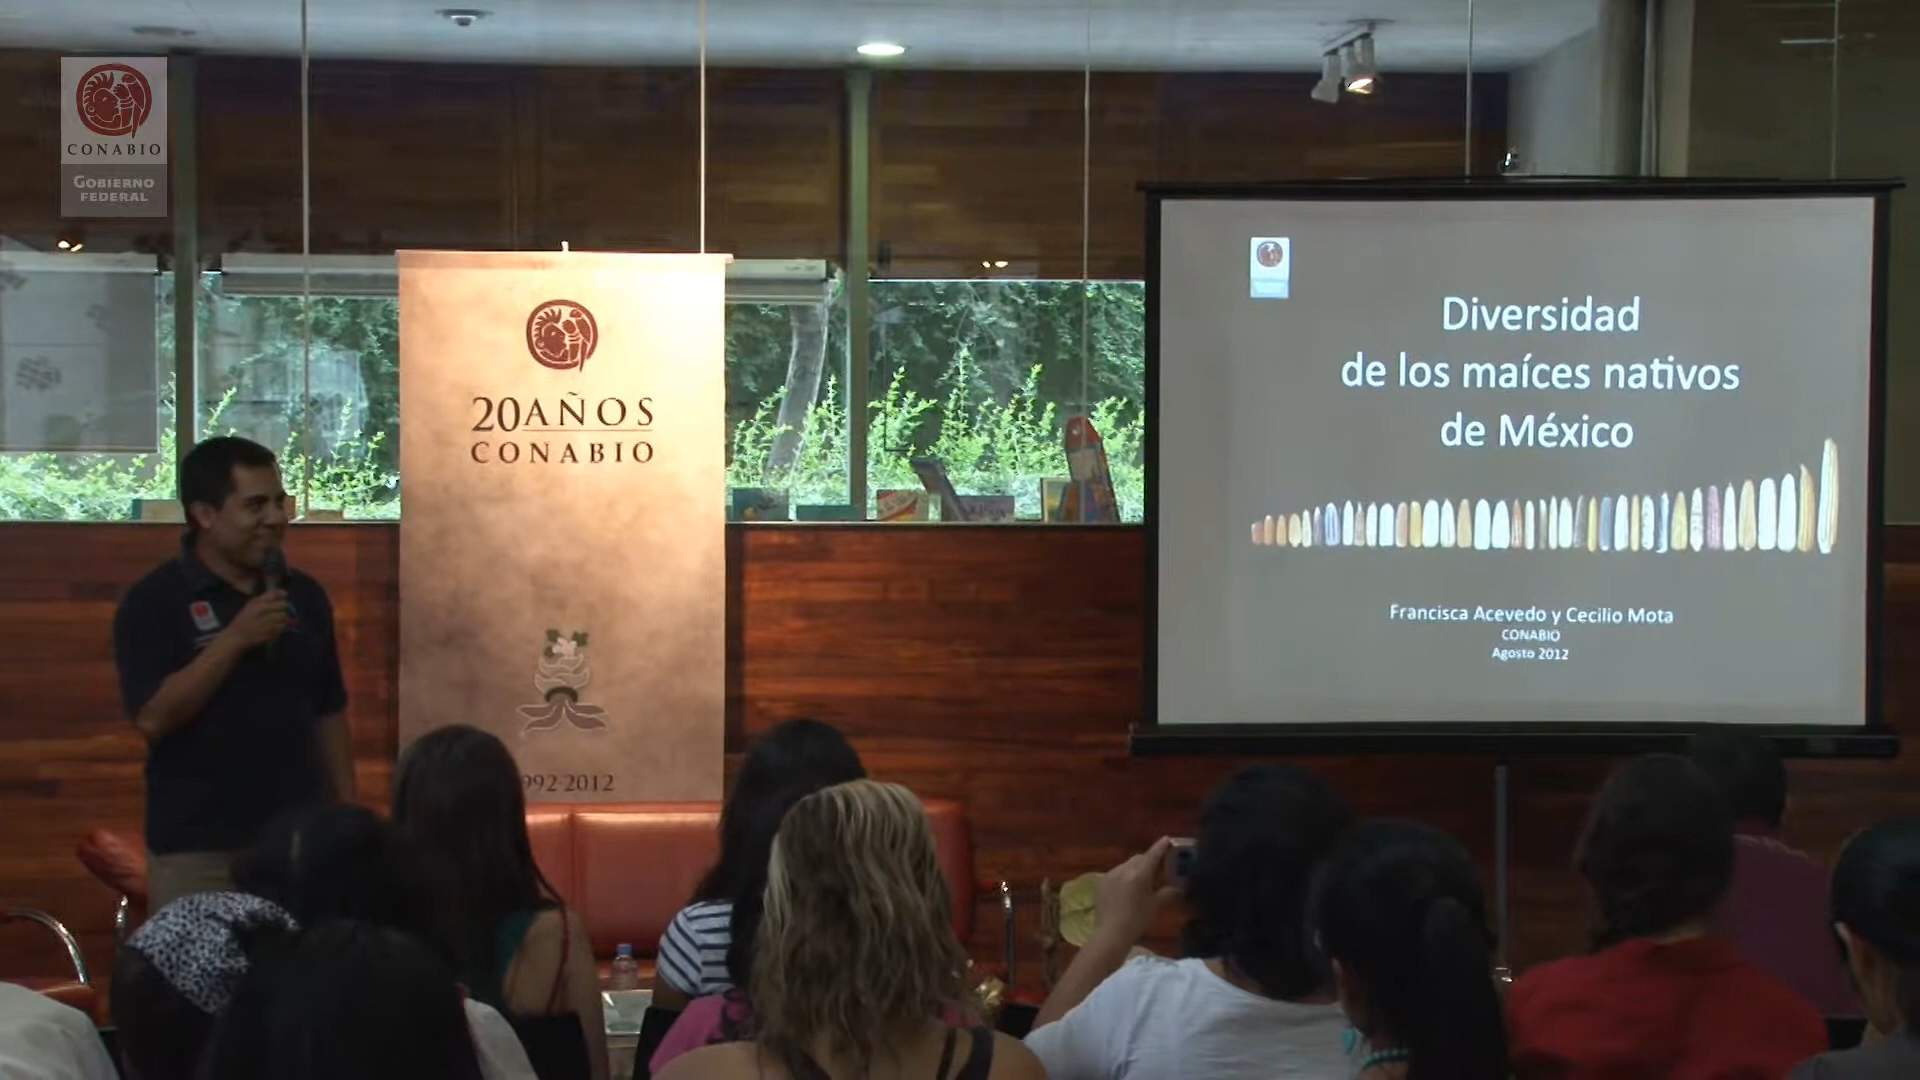 CONABIO
GOBIERNO
FEDERAL
20AÑOS
CONABIO
992-2012
Diversidad
de los maíces nativos
de México
Francisca Acevedo y Cecilio Mota
CONABIO
Agosto 2012